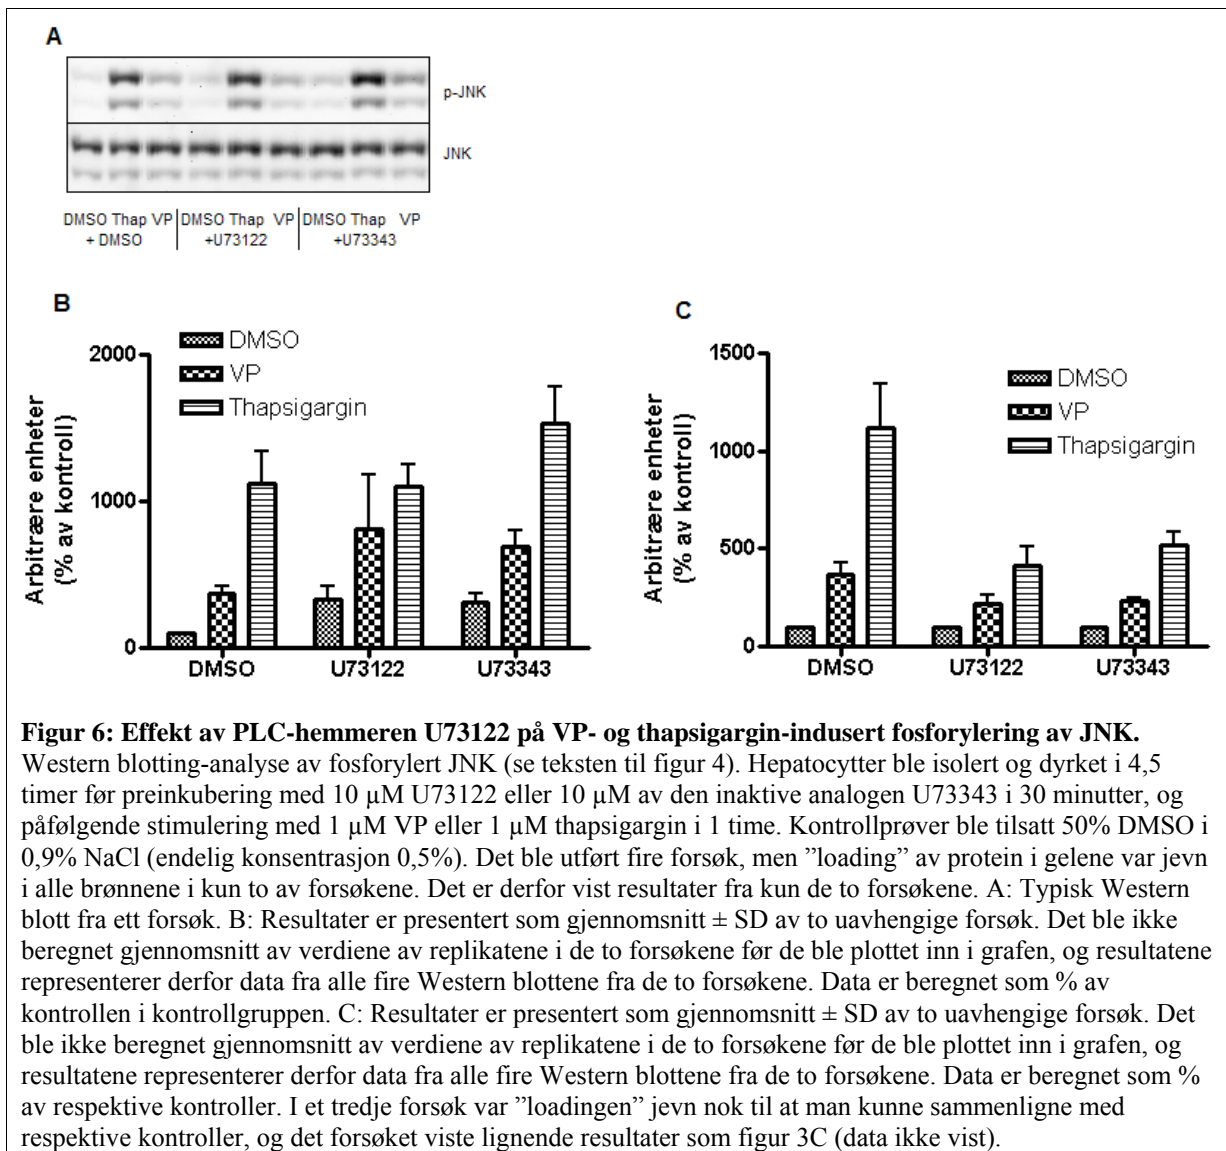 A
p-JNK
JNK
DMSO Thap VP DMSO Thap VP DMSO Thap VP
+ DMSO +U73122 +U73343
B
DMSO
VP
Thapsigargin
Arbitrære enheter
(% av kontroll)
2000
1000
0
DMSO U73122 U73343
C
DMSO
VP
Thapsigargin
Arbitrære enheter
(% av kontroll)
1500
1000
500
0
DMSO U73122 U73343
Figur 6: Effekt av PLC-hemmeren U73122 på VP- og thapsigargin-indusert fosforylering av JNK.
Western blotting-analyse av fosforylert JNK (se teksten til figur 4). Hepatocytter ble isolert og dyrket i 4,5
timer før preinkubering med 10 µM U73122 eller 10 µM av den inaktive analogen U73343 i 30 minutter, og
påfølgende stimulering med 1 µM VP eller 1 µM thapsigargin i 1 time. Kontrollprøver ble tilsatt 50% DMSO i
0,9% NaCl (endelig konsentrasjon 0,5%). Det ble utført fire forsøk, men ”loading” av protein i gelene var jevn
i alle brønnene i kun to av forsøkene. Det er derfor vist resultater fra kun de to forsøkene. A: Typisk Western
blott fra ett forsøk. B: Resultater er presentert som gjennomsnitt ± SD av to uavhengige forsøk. Det ble ikke
beregnet gjennomsnitt av verdiene av replikatene i de to forsøkene før de ble plottet inn i grafen, og resultatene
representerer derfor data fra alle fire Western blottene fra de to forsøkene. Data er beregnet som % av
kontrollen i kontrollgruppen. C: Resultater er presentert som gjennomsnitt ± SD av to uavhengige forsøk. Det
ble ikke beregnet gjennomsnitt av verdiene av replikatene i de to forsøkene før de ble plottet inn i grafen, og
resultatene representerer derfor data fra alle fire Western blottene fra de to forsøkene. Data er beregnet som %
av respektive kontroller. I et tredje forsøk var ”loadingen” jevn nok til at man kunne sammenligne med
respektive kontroller, og det forsøket viste lignende resultater som figur 3C (data ikke vist).